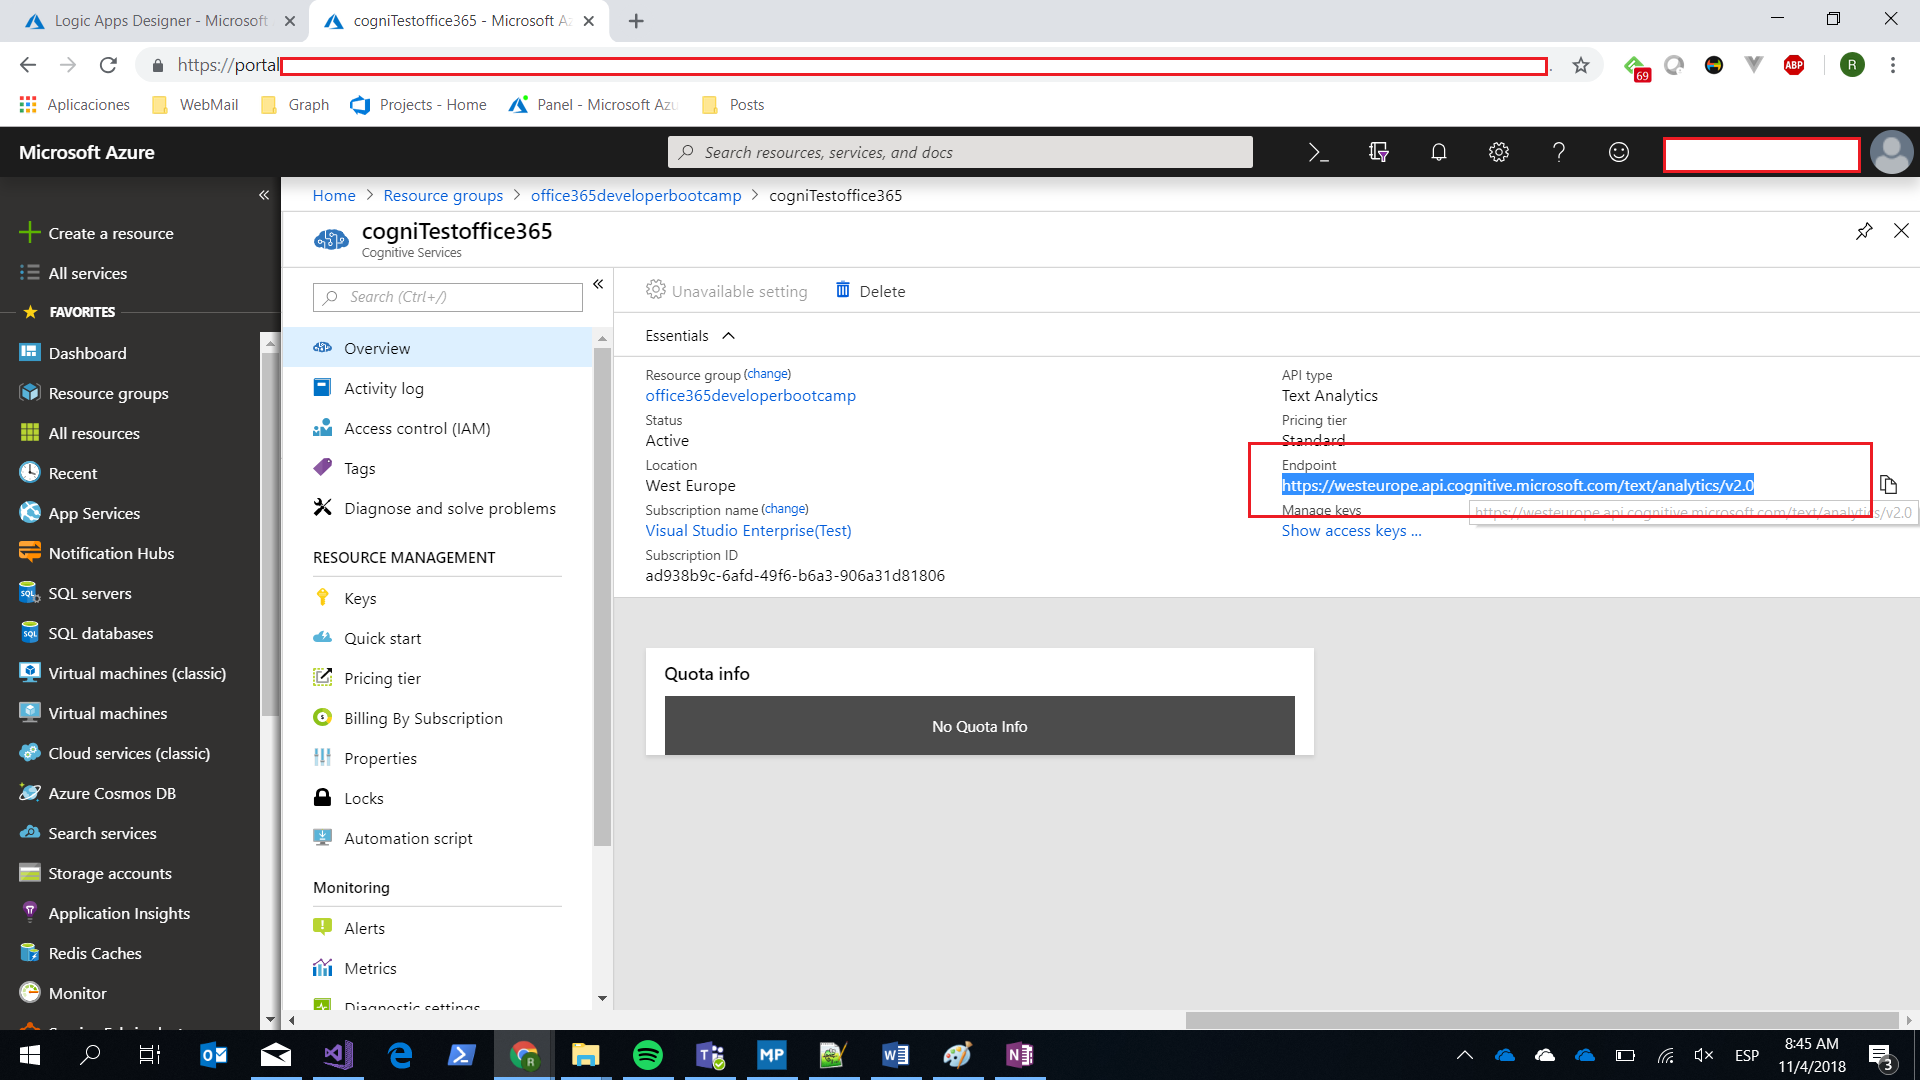 Logic Apps Designer - Microsoft
cogniTestoffice365 - Microsoft Az
https://portal
69
ABP
R
Aplicaciones
WebMail
Graph
Projects - Home
Panel - Microsoft Azu
Posts
Microsoft Azure
Search resources, services, and docs
Home > Resource groups > office365developerbootcamp > cogniTestoffice365
cogniTestoffice365
Cognitive Services
Create a resource
All services
FAVORITES
Dashboard
Resource groups
All resources
Recent
App Services
Notification Hubs
SQL servers
SQL databases
Virtual machines (classic)
Virtual machines
Cloud services (classic)
Azure Cosmos DB
Search services
Storage accounts
Application Insights
Redis Caches
Monitor
Search (Ctrl+/)
Overview
Activity log
Access control (IAM)
Tags
Diagnose and solve problems
RESOURCE MANAGEMENT
Keys
Quick start
Pricing tier
Billing By Subscription
Properties
Locks
Automation script
Monitoring
Alerts
Metrics
Diagnostic settings
Unavailable setting
Delete
Essentials
Resource group (change)
office365developerbootcamp
Status
Active
Location
West Europe
Subscription name (change)
Visual Studio Enterprise(Test)
Subscription ID
ad938b9c-6afd-49f6-b6a3-906a31d81806
API type
Text Analytics
Pricing tier
Standard
Endpoint
https://westeurope.api.cognitive.microsoft.com/text/analytics/v2.0
Manage keys
https://westeurope.api.cognitive.microsoft.com/text/analytics/v2.0
Show access keys ...
Quota info
No Quota Info
MP
ESP
8:45 AM
11/4/2018
3